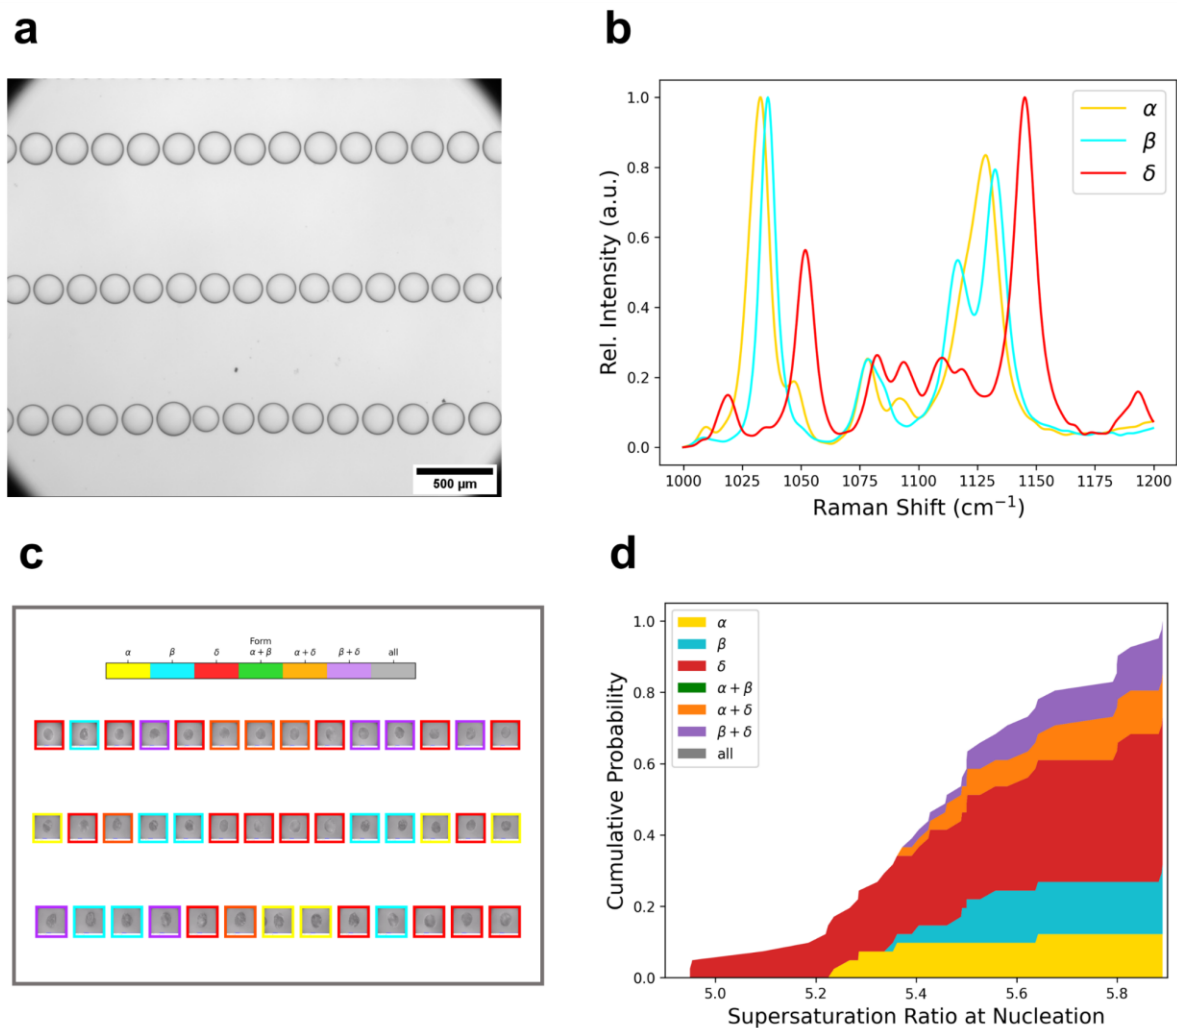 a
500 µm
b
1.0
0.8
0.6
0.4
0.2
0.0
Rel. Intensity (a.u.)
α
β
δ
1000 1025 1050 1075 1100 1125 1150 1175 1200
Raman Shift (cm⁻¹)
c
Form
α β δ α + β α + δ β + δ all
d
1.0
0.8
0.6
0.4
0.2
0.0
Cumulative Probability
α
β
δ
α + β
α + δ
β + δ
all
5.0 5.2 5.4 5.6 5.8
Supersaturation Ratio at Nucleation